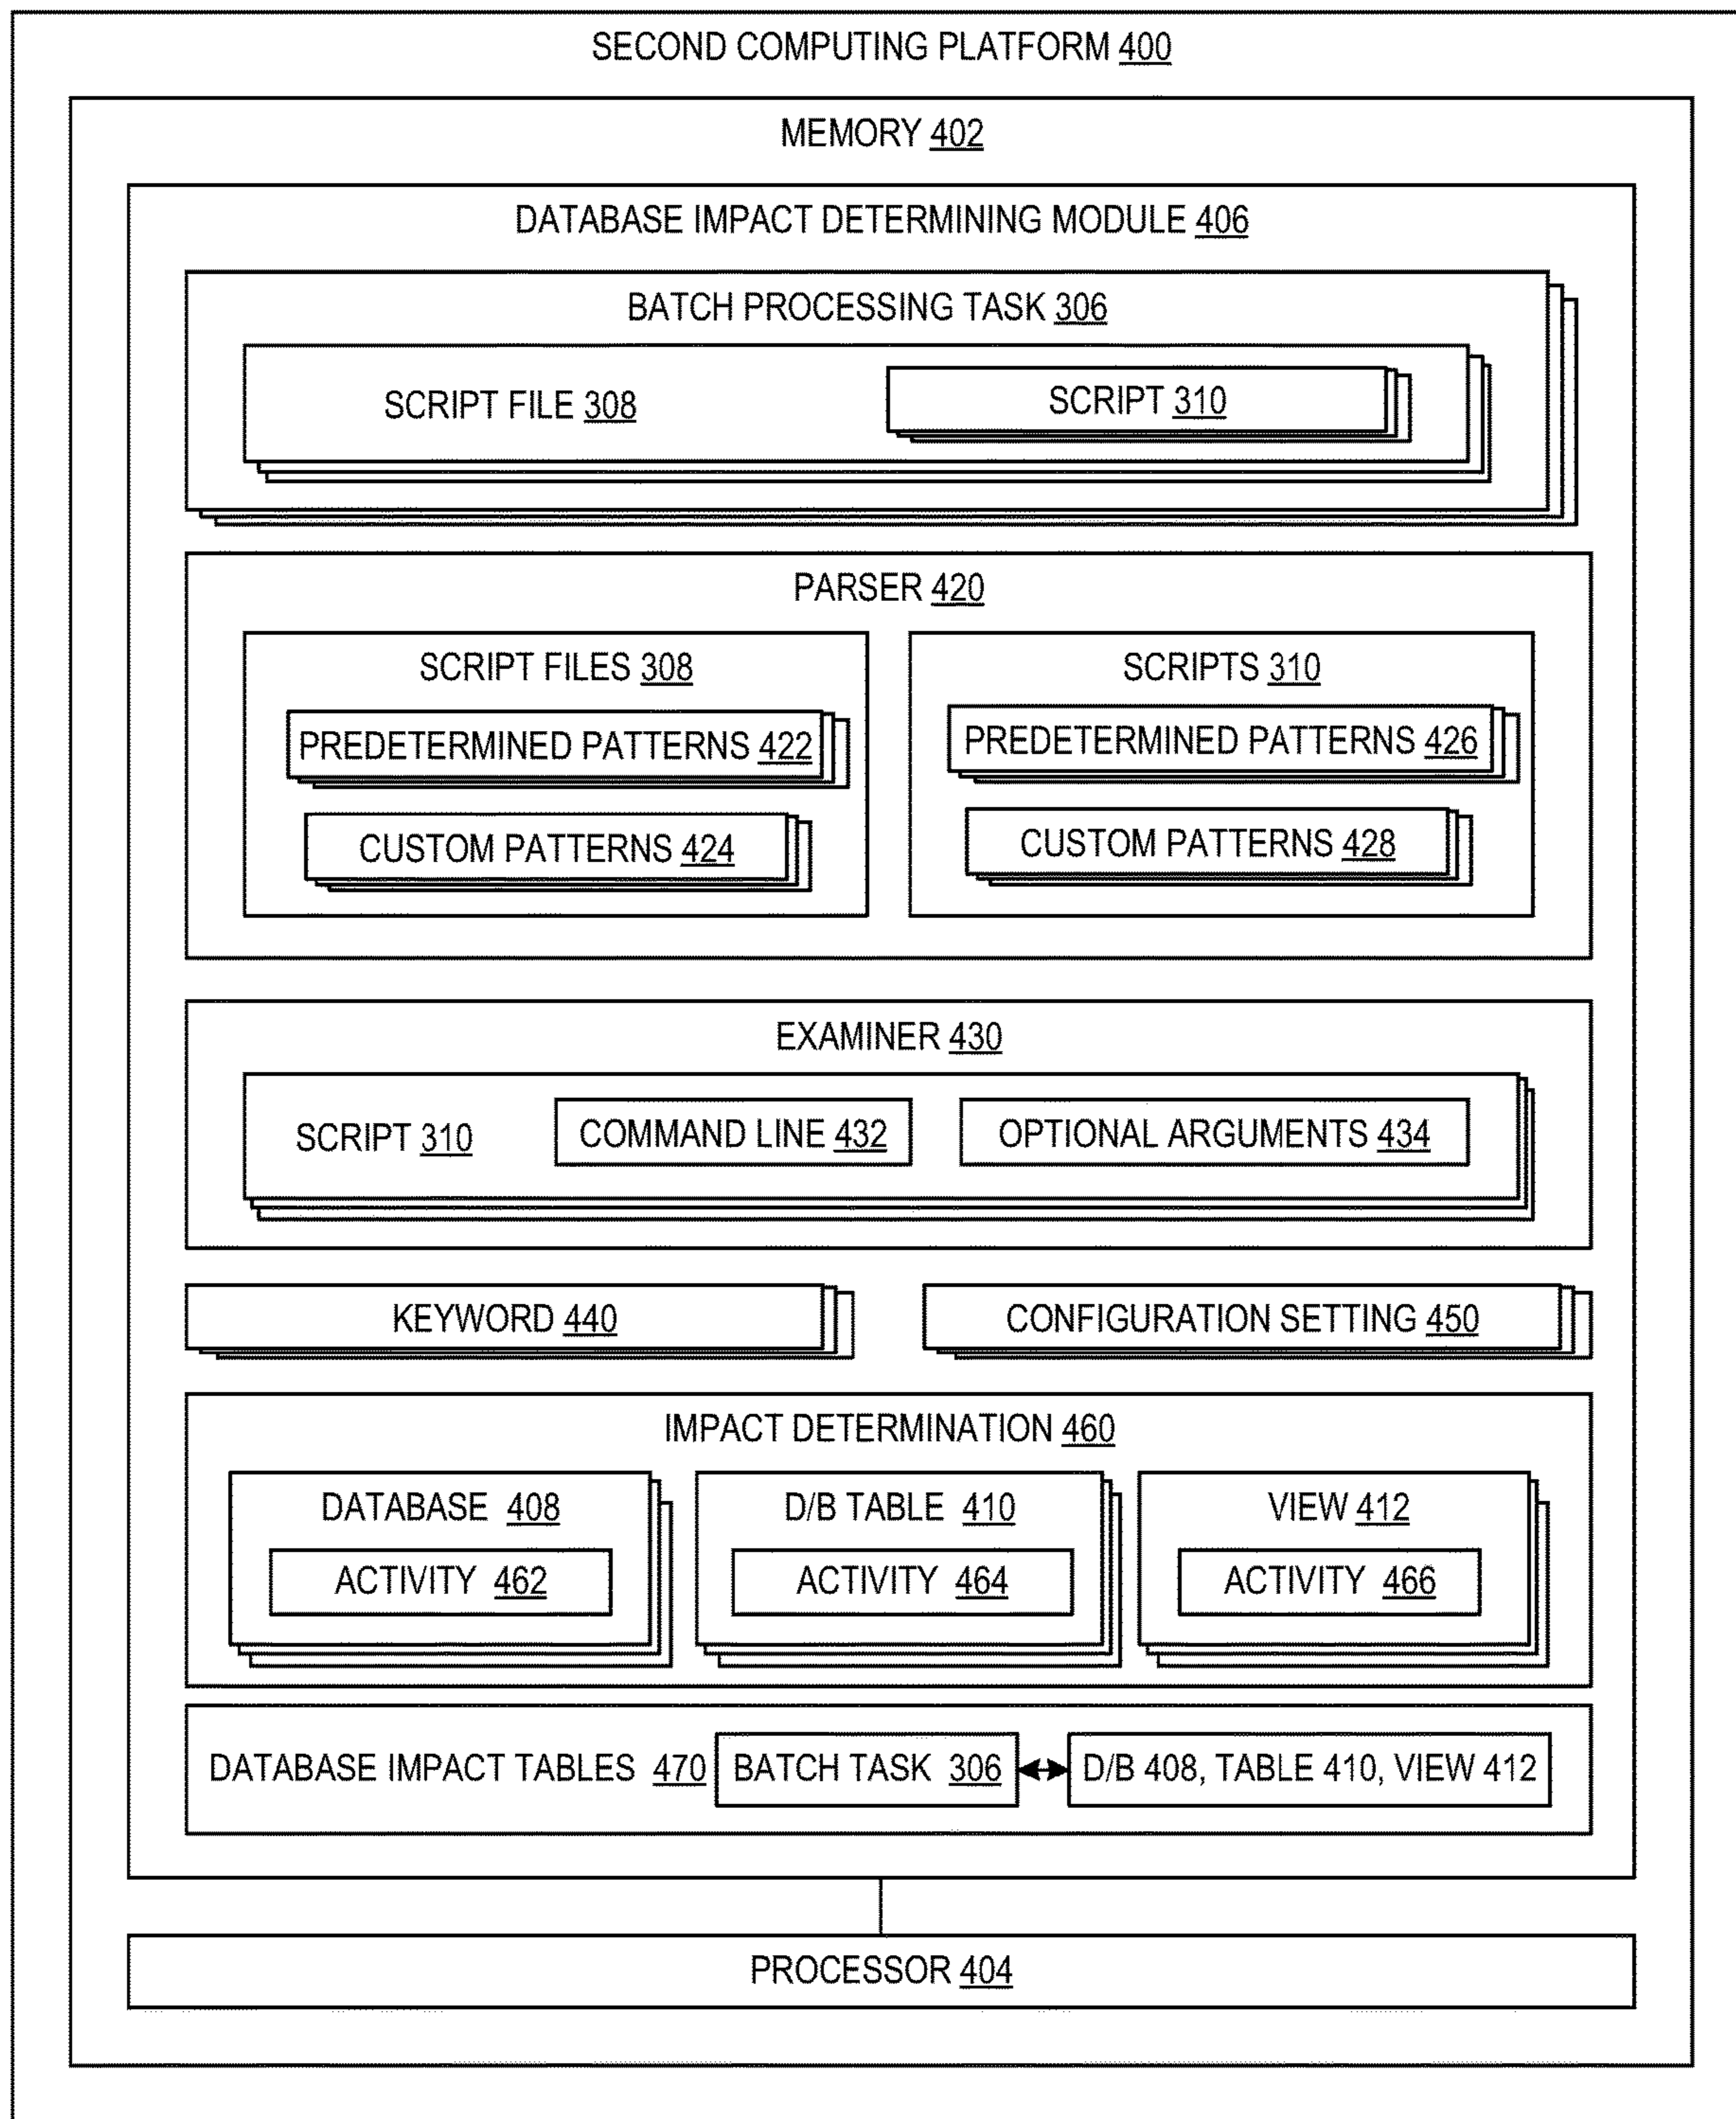 SECOND COMPUTING PLATFORM 400
MEMORY 402
DATABASE IMPACT DETERMINING MODULE 406
BATCH PROCESSING TASK 306
SCRIPT FILE 308
SCRIPT 310
PARSER 420
SCRIPT FILES 308
PREDETERMINED PATTERNS 422
CUSTOM PATTERNS 424
SCRIPTS 310
PREDETERMINED PATTERNS 426
CUSTOM PATTERNS 428
EXAMINER 430
SCRIPT 310
COMMAND LINE 432
OPTIONAL ARGUMENTS 434
KEYWORD 440
CONFIGURATION SETTING 450
IMPACT DETERMINATION 460
DATABASE 408
ACTIVITY 462
D/B TABLE 410
ACTIVITY 464
VIEW 412
ACTIVITY 466
DATABASE IMPACT TABLES 470
BATCH TASK 306
D/B 408, TABLE 410, VIEW 412
PROCESSOR 404